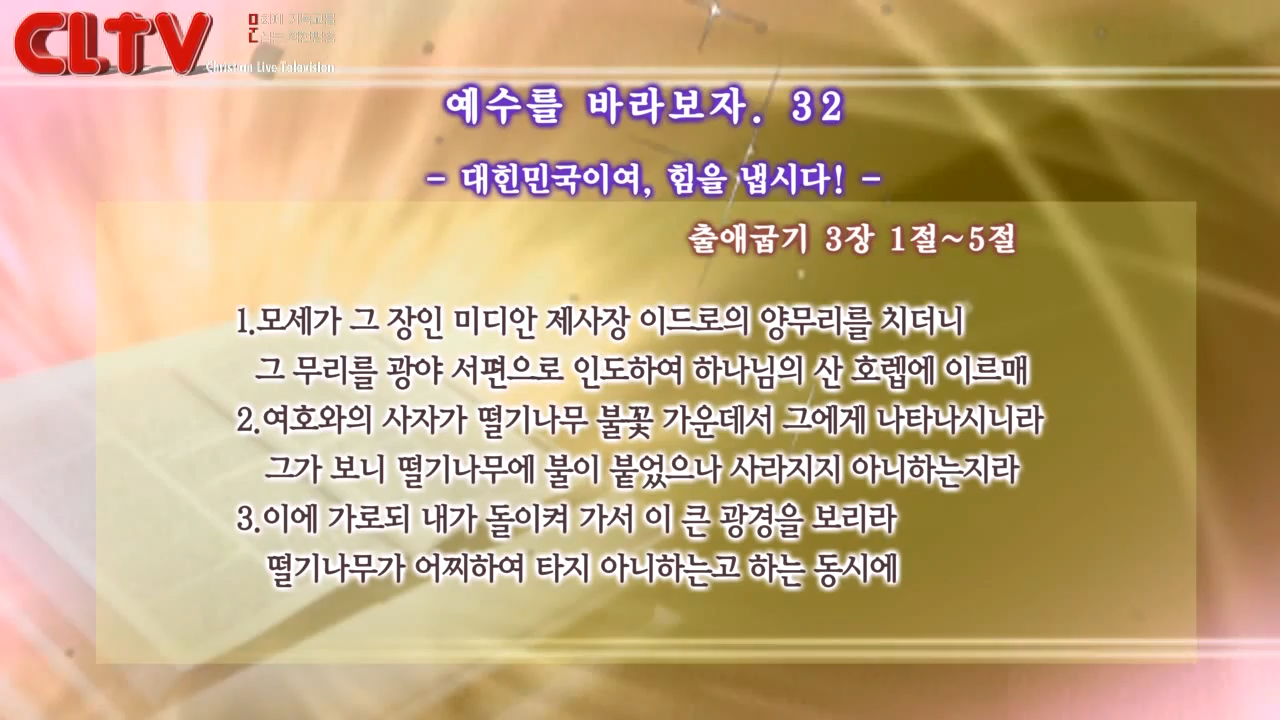 CLTV
Christian Live Television
예수를 바라보자. 32
- 대힌민국이여, 힘을 냅시다! -
출애굽기 3장 1절~5절
1.모세가 그 장인 미디안 제사장 이드로의 양무리를 치더니
그 무리를 광야 서편으로 인도하여 하나님의 산 호렙에 이르매
2.여호와의 사자가 떨기나무 불꽃 가운데서 그에게 나타나시니라
그가 보니 떨기나무에 불이 붙었으나 사라지지 아니하는지라
3.이에 가로되 내가 돌이켜 가서 이 큰 광경을 보리라
떨기나무가 어찌하여 타지 아니하는고 하는 동시에